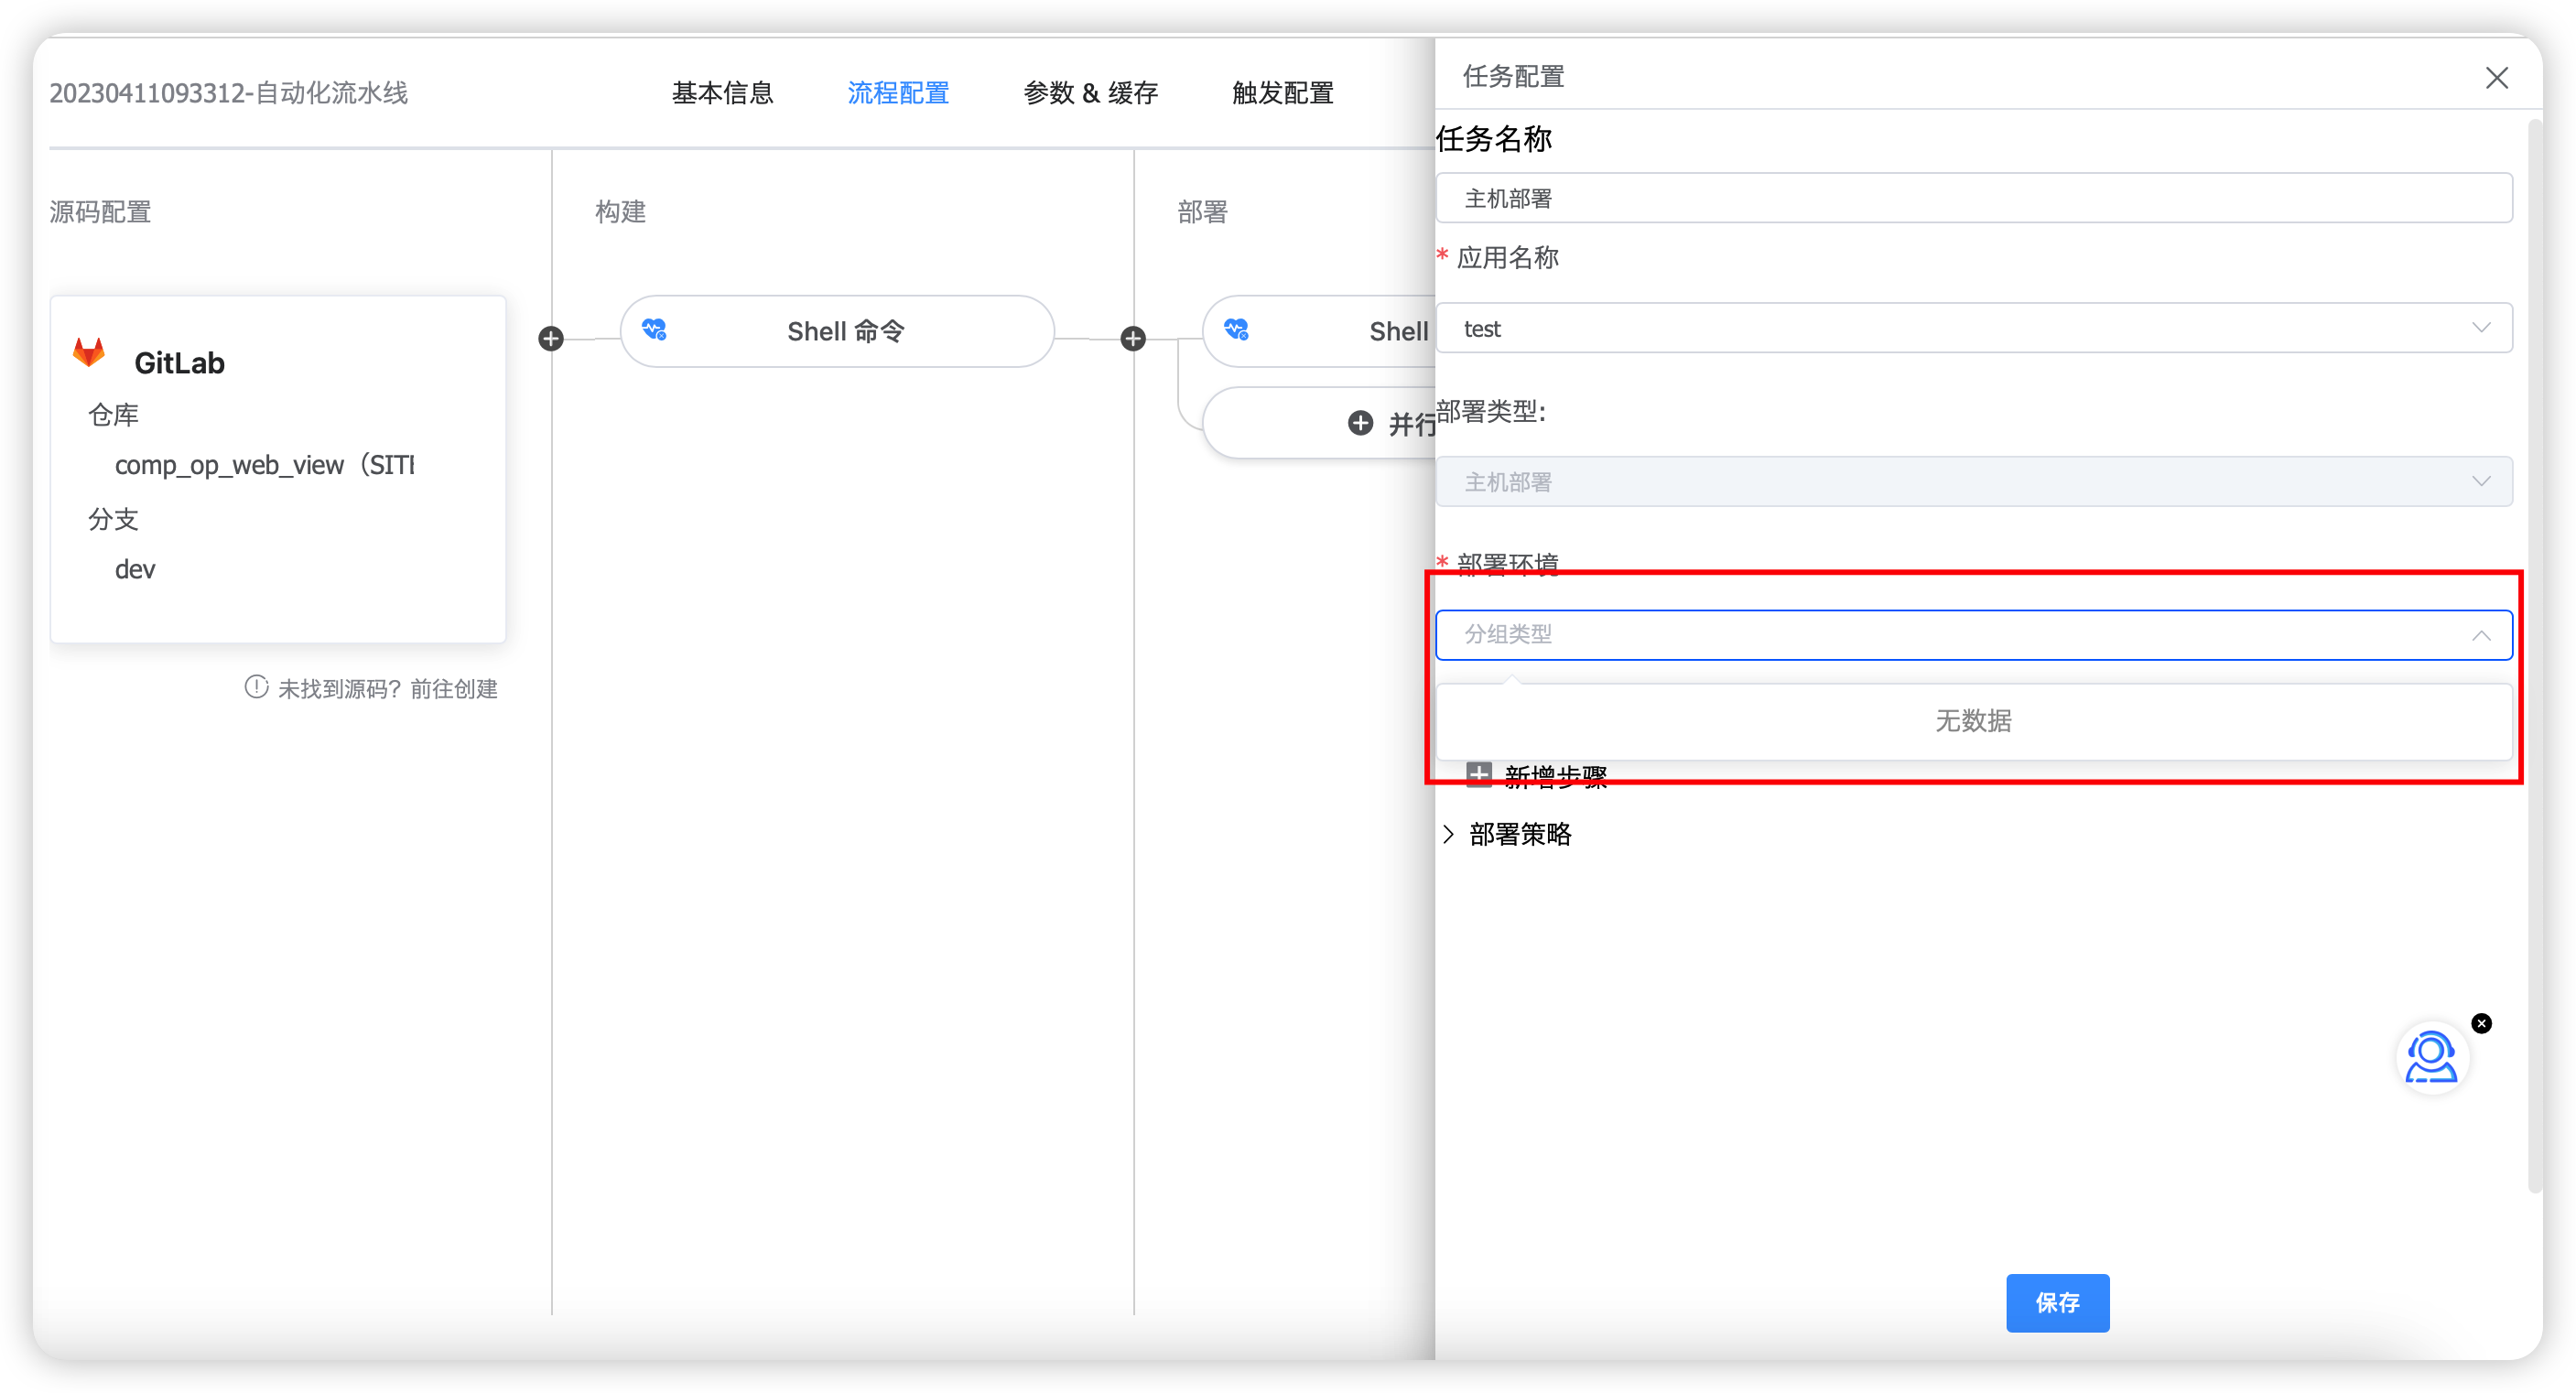 20230411093312-自动化流水线
基本信息
流程配置
参数 & 缓存
触发配置
源码配置
构建
部署
GitLab
仓库
comp_op_web_view（SITE
分支
dev
未找到源码？前往创建
Shell 命令
Shell
并行
任务配置
任务名称
主机部署
* 应用名称
test
部署类型:
主机部署
* 部署环境
分组类型
无数据
新增步骤
部署策略
保存